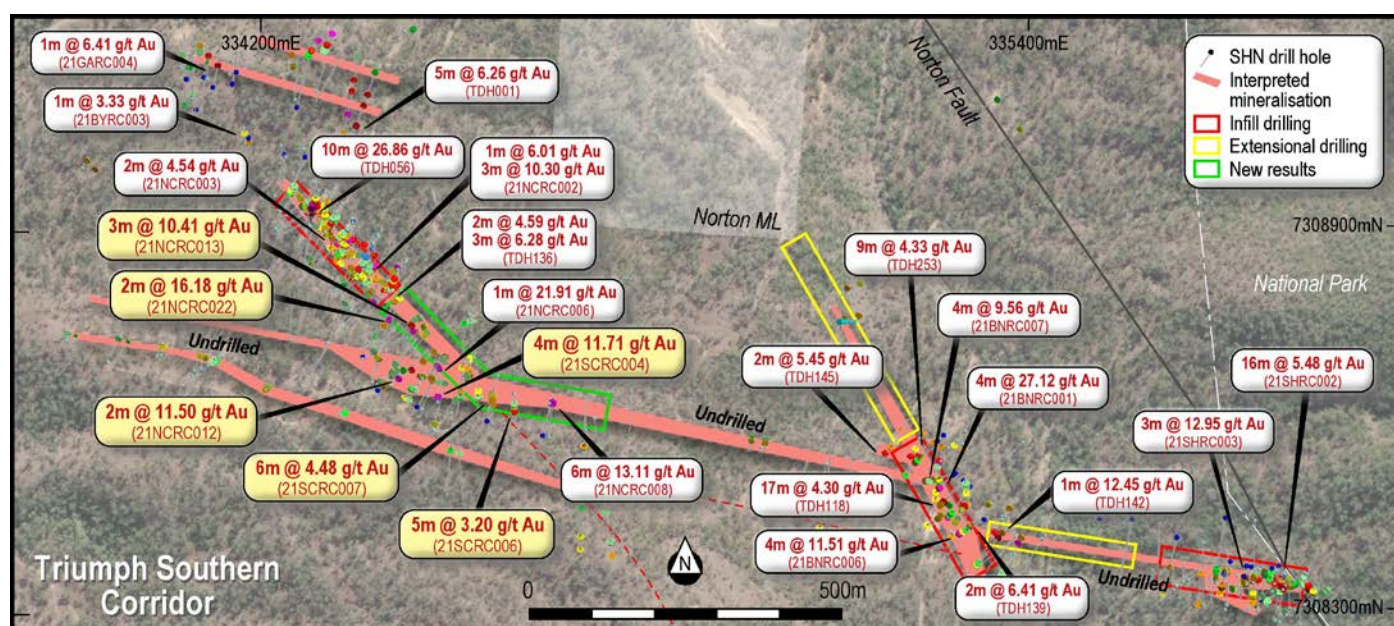 334200mE
335400mE
1m @ 6.41 g/t Au
(21GARC004)
5m @ 6.26 g/t Au
(TDH001)
1m @ 3.33 g/t Au
(21BYRC003)
10m @ 26.86 g/t Au
(TDH056)
1m @ 6.01 g/t Au
3m @ 10.30 g/t Au
(21NCRC002)
2m @ 4.54 g/t Au
(21NCRC003)
3m @ 10.41 g/t Au
(21NCRC013)
2m @ 4.59 g/t Au
3m @ 6.28 g/t Au
(TDH136)
2m @ 16.18 g/t Au
(21NCRC022)
1m @ 21.91 g/t Au
(21NCRC006)
Undrilled
4m @ 11.71 g/t Au
(21SCRC004)
2m @ 11.50 g/t Au
(21NCRC012)
6m @ 4.48 g/t Au
(21SCRC007)
5m @ 3.20 g/t Au
(21SCRC006)
6m @ 13.11 g/t Au
(21NCRC008)
Norton ML
Norton Fault
Undrilled
9m @ 4.33 g/t Au
(TDH253)
4m @ 9.56 g/t Au
(21BNRC007)
2m @ 5.45 g/t Au
(TDH145)
4m @ 27.12 g/t Au
(21BNRC001)
17m @ 4.30 g/t Au
(TDH118)
4m @ 11.51 g/t Au
(21BNRC006)
1m @ 12.45 g/t Au
(TDH142)
2m @ 6.41 g/t Au
(TDH139)
Undrilled
3m @ 12.95 g/t Au
(21SHRC003)
16m @ 5.48 g/t Au
(21SHRC002)
SHN drill hole
Interpreted
mineralisation
Infill drilling
Extensional drilling
New results
7308900mN
National Park
7308300mN
Triumph Southern
Corridor
N
0
500m